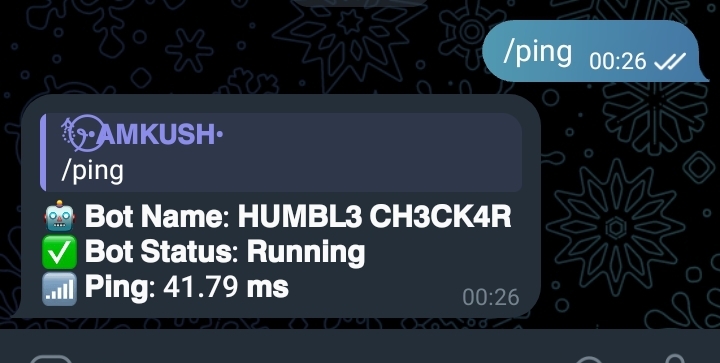 /ping 00:26
•AMKUSH•
/ping
🤖 Bot Name: HUMBL3 CH3CK4R
✅ Bot Status: Running
📶 Ping: 41.79 ms
00:26